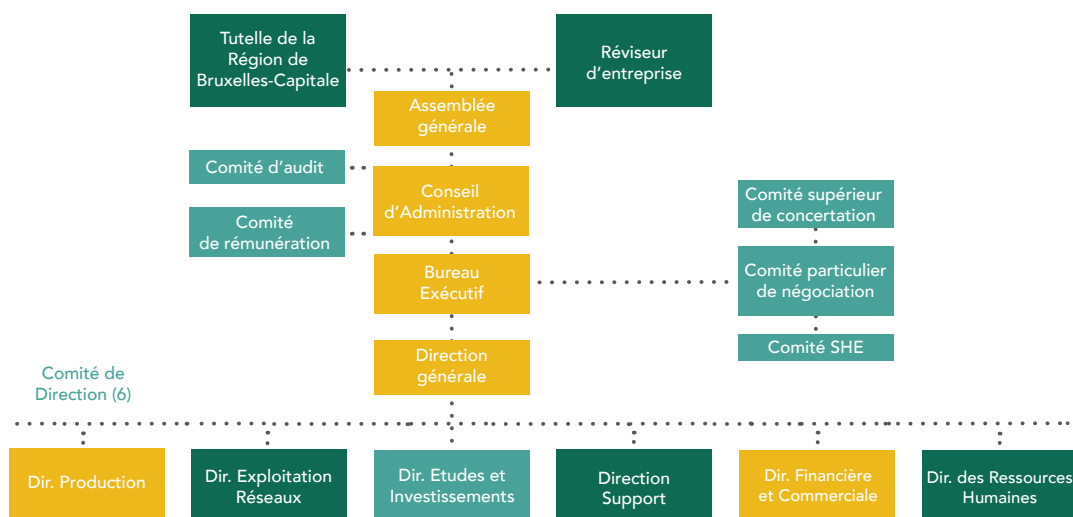 Tutelle de la
Région de
Bruxelles-Capitale
Réviseur
d'entreprise
Assemblée
générale
Comité d'audit
Conseil
d'Administration
Comité
de rémunération
Comité supérieur
de concertation
Bureau
Exécutif
Comité particulier
de négociation
Direction
générale
Comité SHE
Comité de
Direction (6)
Dir. Production
Dir. Exploitation
Réseaux
Dir. Etudes et
Investissements
Direction
Support
Dir. Financière
et Commerciale
Dir. des Ressources
Humaines